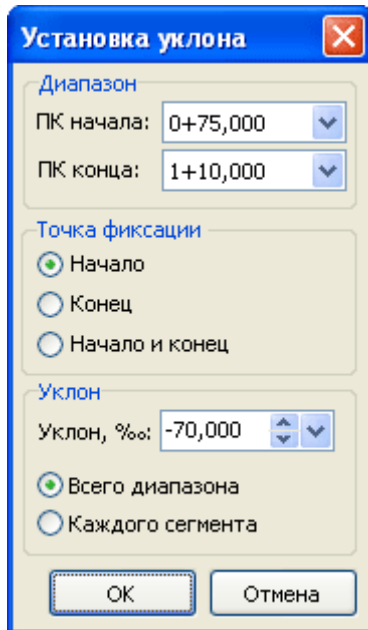 Установка уклона
Диапазон
ПК начала: 0+75,000
ПК конца: 1+10,000
Точка фиксации
Начало
Конец
Начало и конец
Уклон
Уклон, ‰: -70,000
Всего диапазона
Каждого сегмента
ОК Отмена